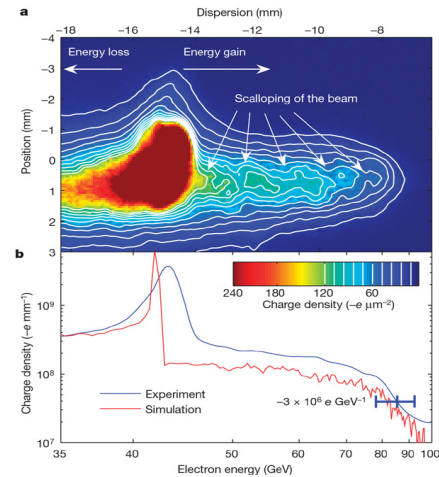 a
Dispersion (mm)
−18 −16 −14 −12 −10 −8
Energy loss
Energy gain
Scalloping of the beam
Position (mm)
−4
−3
−2
−1
0
1
2
3
b
240 180 120 60
Charge density (−e µm⁻²)
Charge density (−e mm⁻¹)
10⁹
10⁸
10⁷
Experiment
Simulation
−3 × 10⁶ e GeV⁻¹
35 40 50 60 70 80 90 100
Electron energy (GeV)